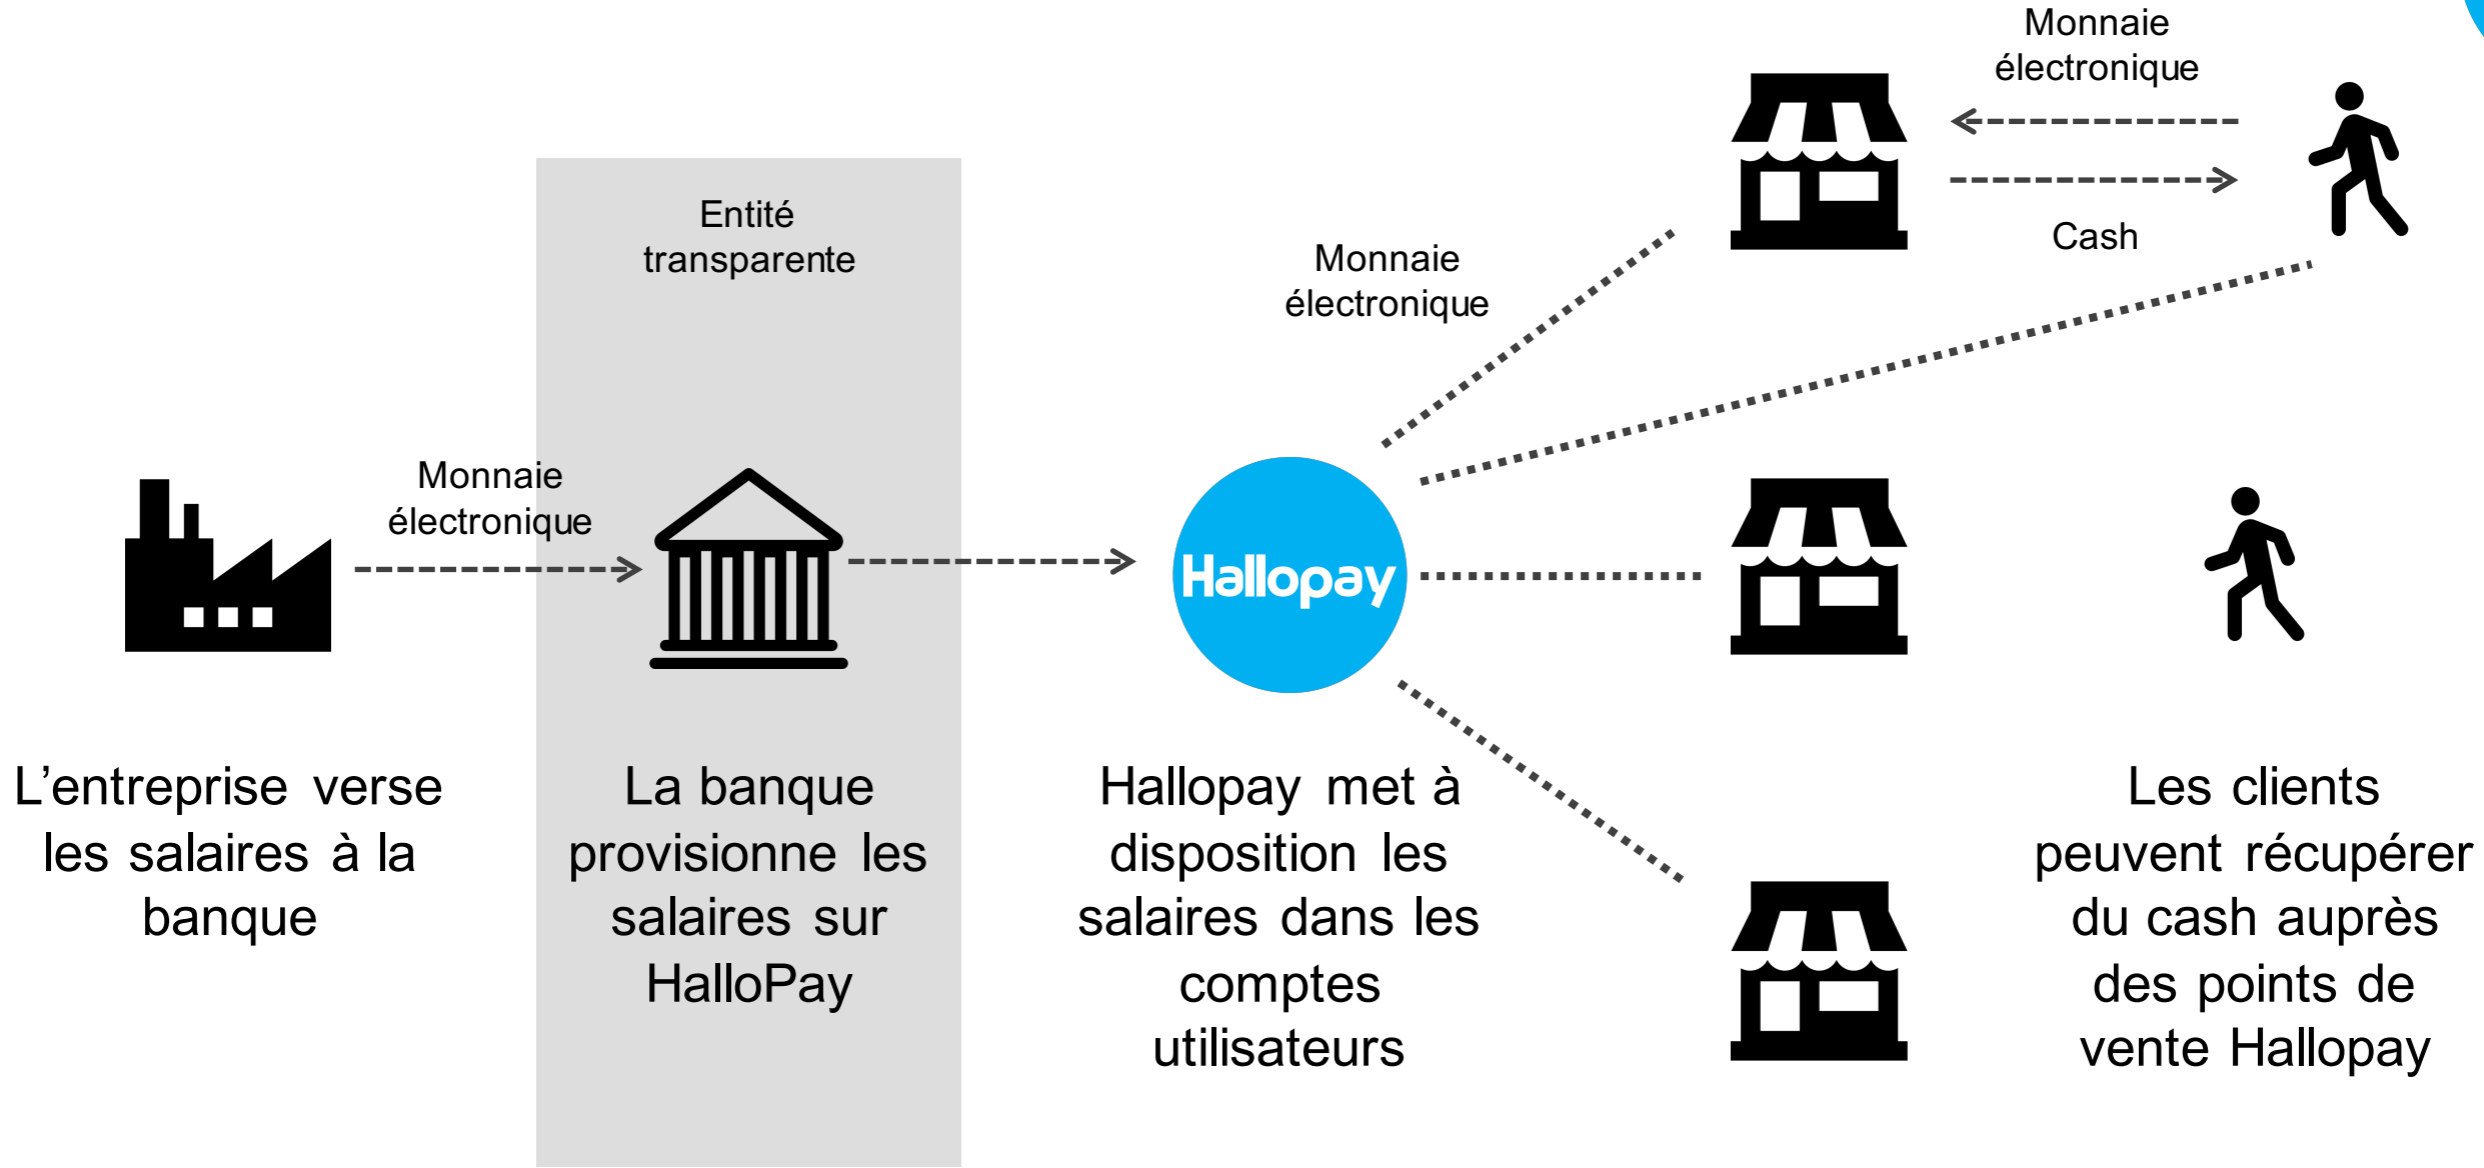 Monnaie
électronique
Cash
Entité
transparente
Monnaie
électronique
Monnaie
électronique
Hallopay
L’entreprise verse
les salaires à la
banque
La banque
provisionne les
salaires sur
HalloPay
Hallopay met à
disposition les
salaires dans les
comptes
utilisateurs
Les clients
peuvent récupérer
du cash auprès
des points de
vente Hallopay